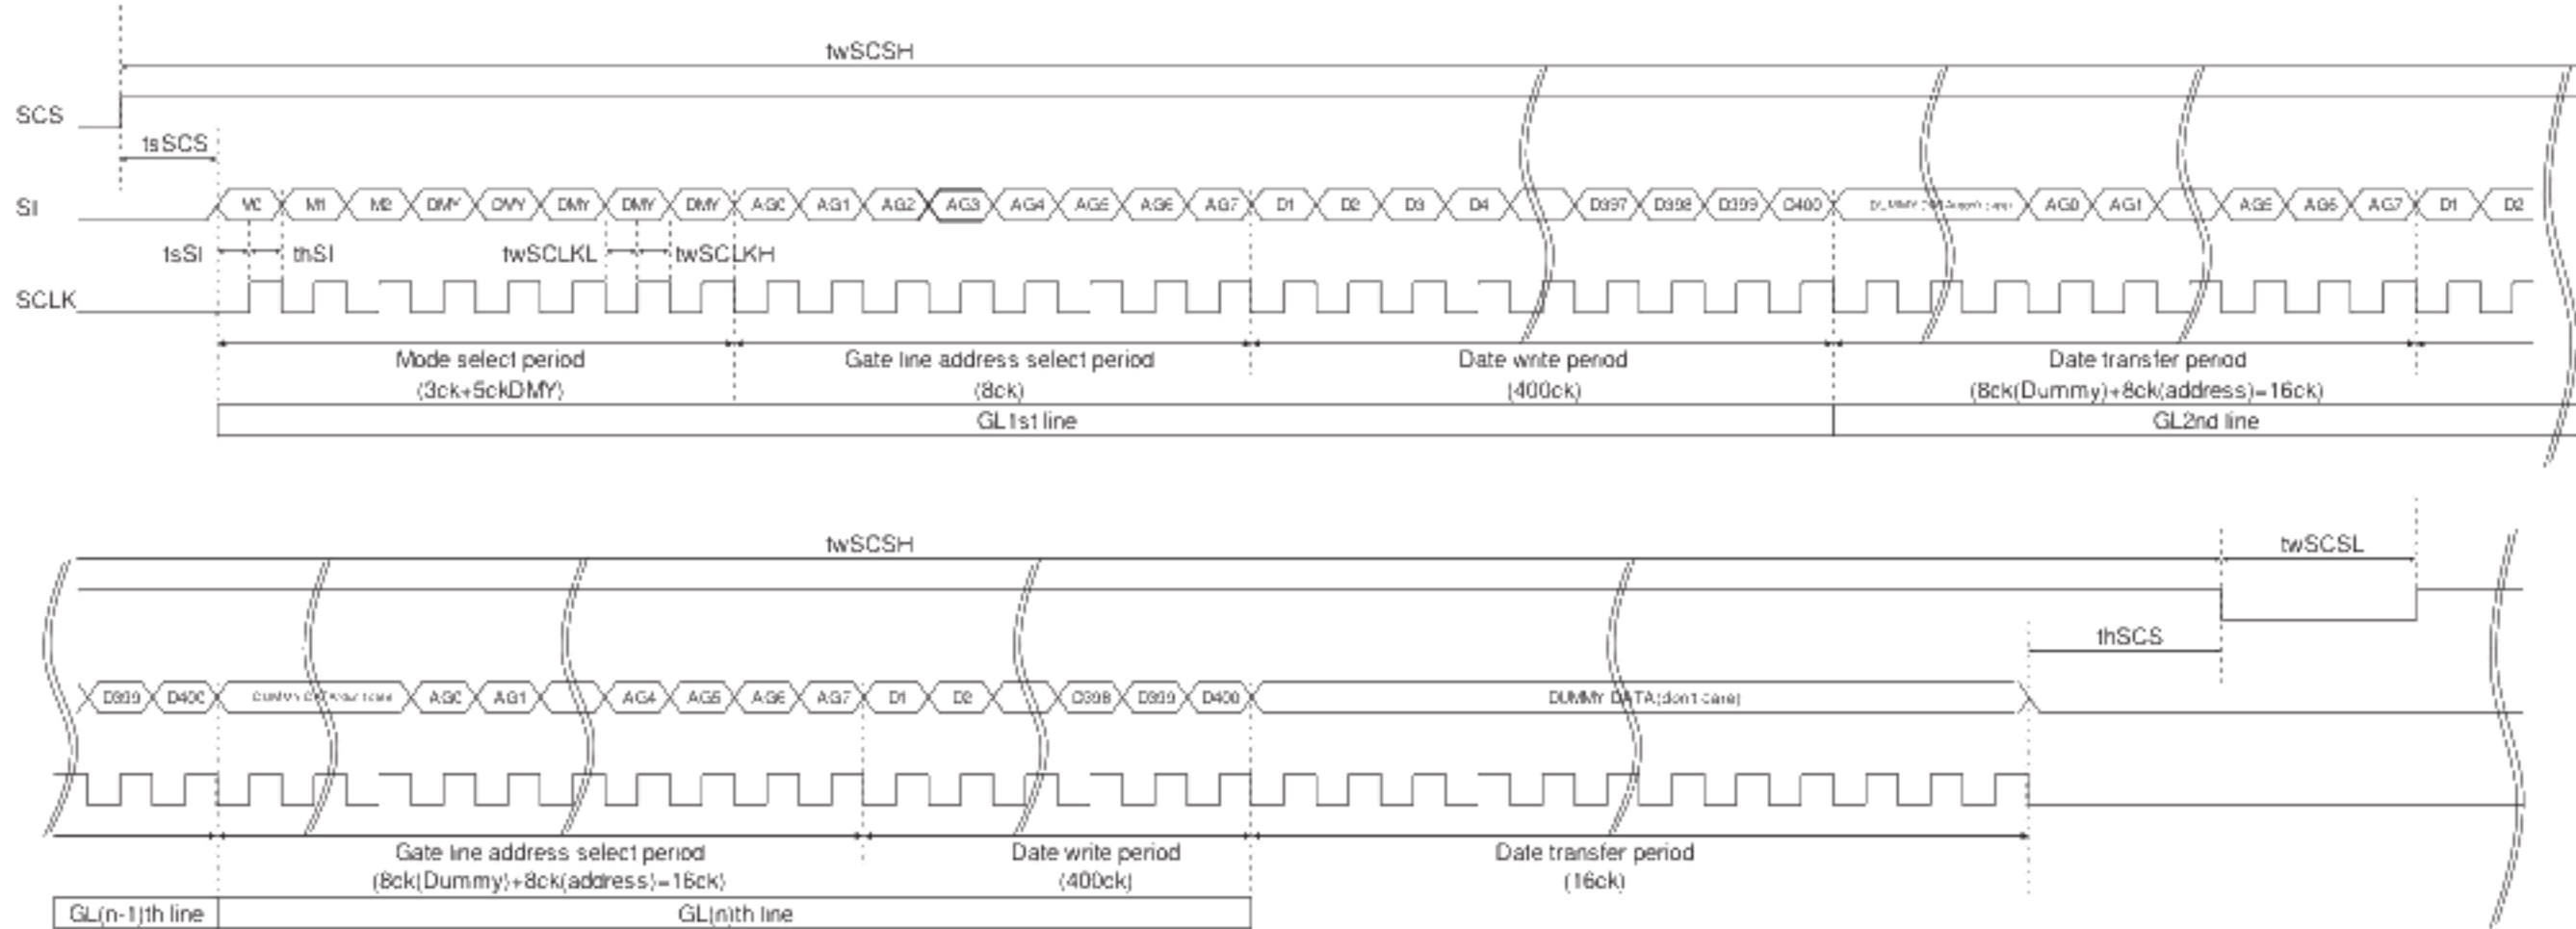 twSCSH
SCS
tsSCS
SI M0 M1 M2 DMY DMY DMY DMY DMY AG0 AG1 AG2 AG3 AG4 AG5 AG6 AG7 D1 D2 D3 D4 D397 D398 D399 D400 AG0 AG1 AG5 AG6 AG7 D1 D2
tsSI thSI twSCLKL twSCLKH
SCLK
Mode select period Gate line address select period Date write period Date transfer period
(3ck+5ckDMY) (8ck) (400ck) (8ck(Dummy)+8ck(address)=16ck)
GL1st line GL2nd line
twSCSH twSCSL
thSCS
D399 D400 AG0 AG1 AG4 AG5 AG6 AG7 D1 D2 D398 D399 D400 DUMMY DATA(don't care)
Gate line address select period Date write period Date transfer period
(8ck(Dummy)+8ck(address)=16ck) (400ck) (16ck)
GL(n-1)th line GL(n)th line